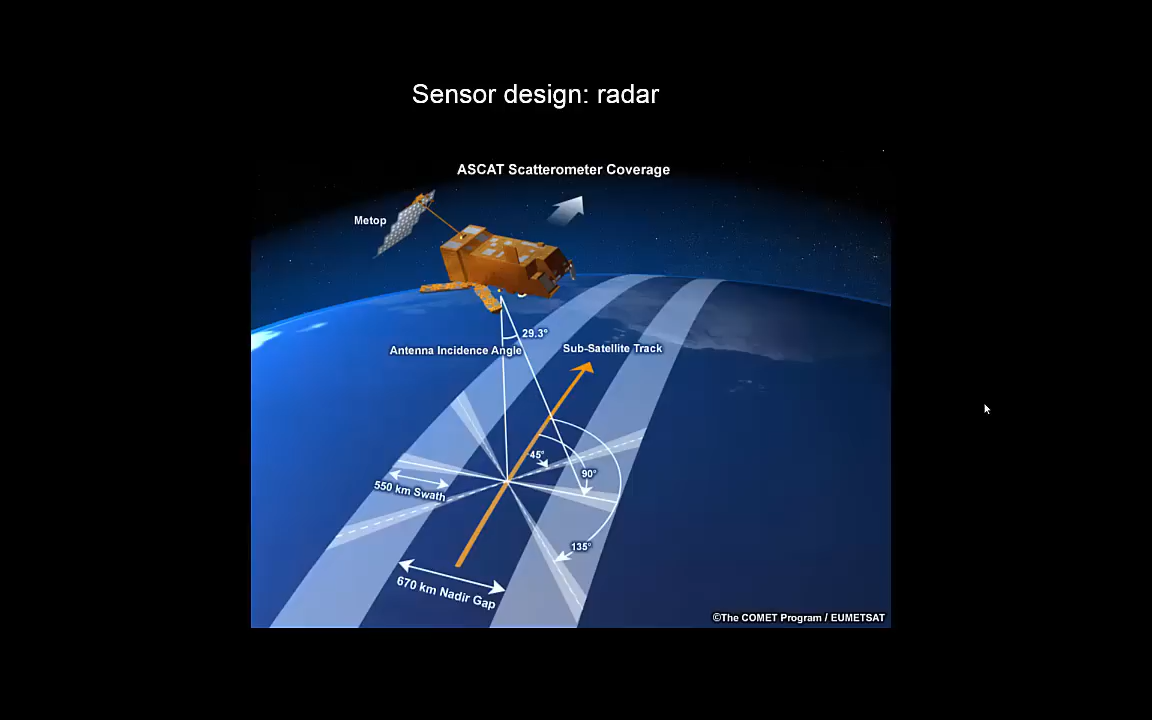 Sensor design: radar
ASCAT Scatterometer Coverage
Metop
29.3°
Antenna Incidence Angle
Sub-Satellite Track
45°
90°
550 km Swath
135°
670 km Nadir Gap
©The COMET Program / EUMETSAT